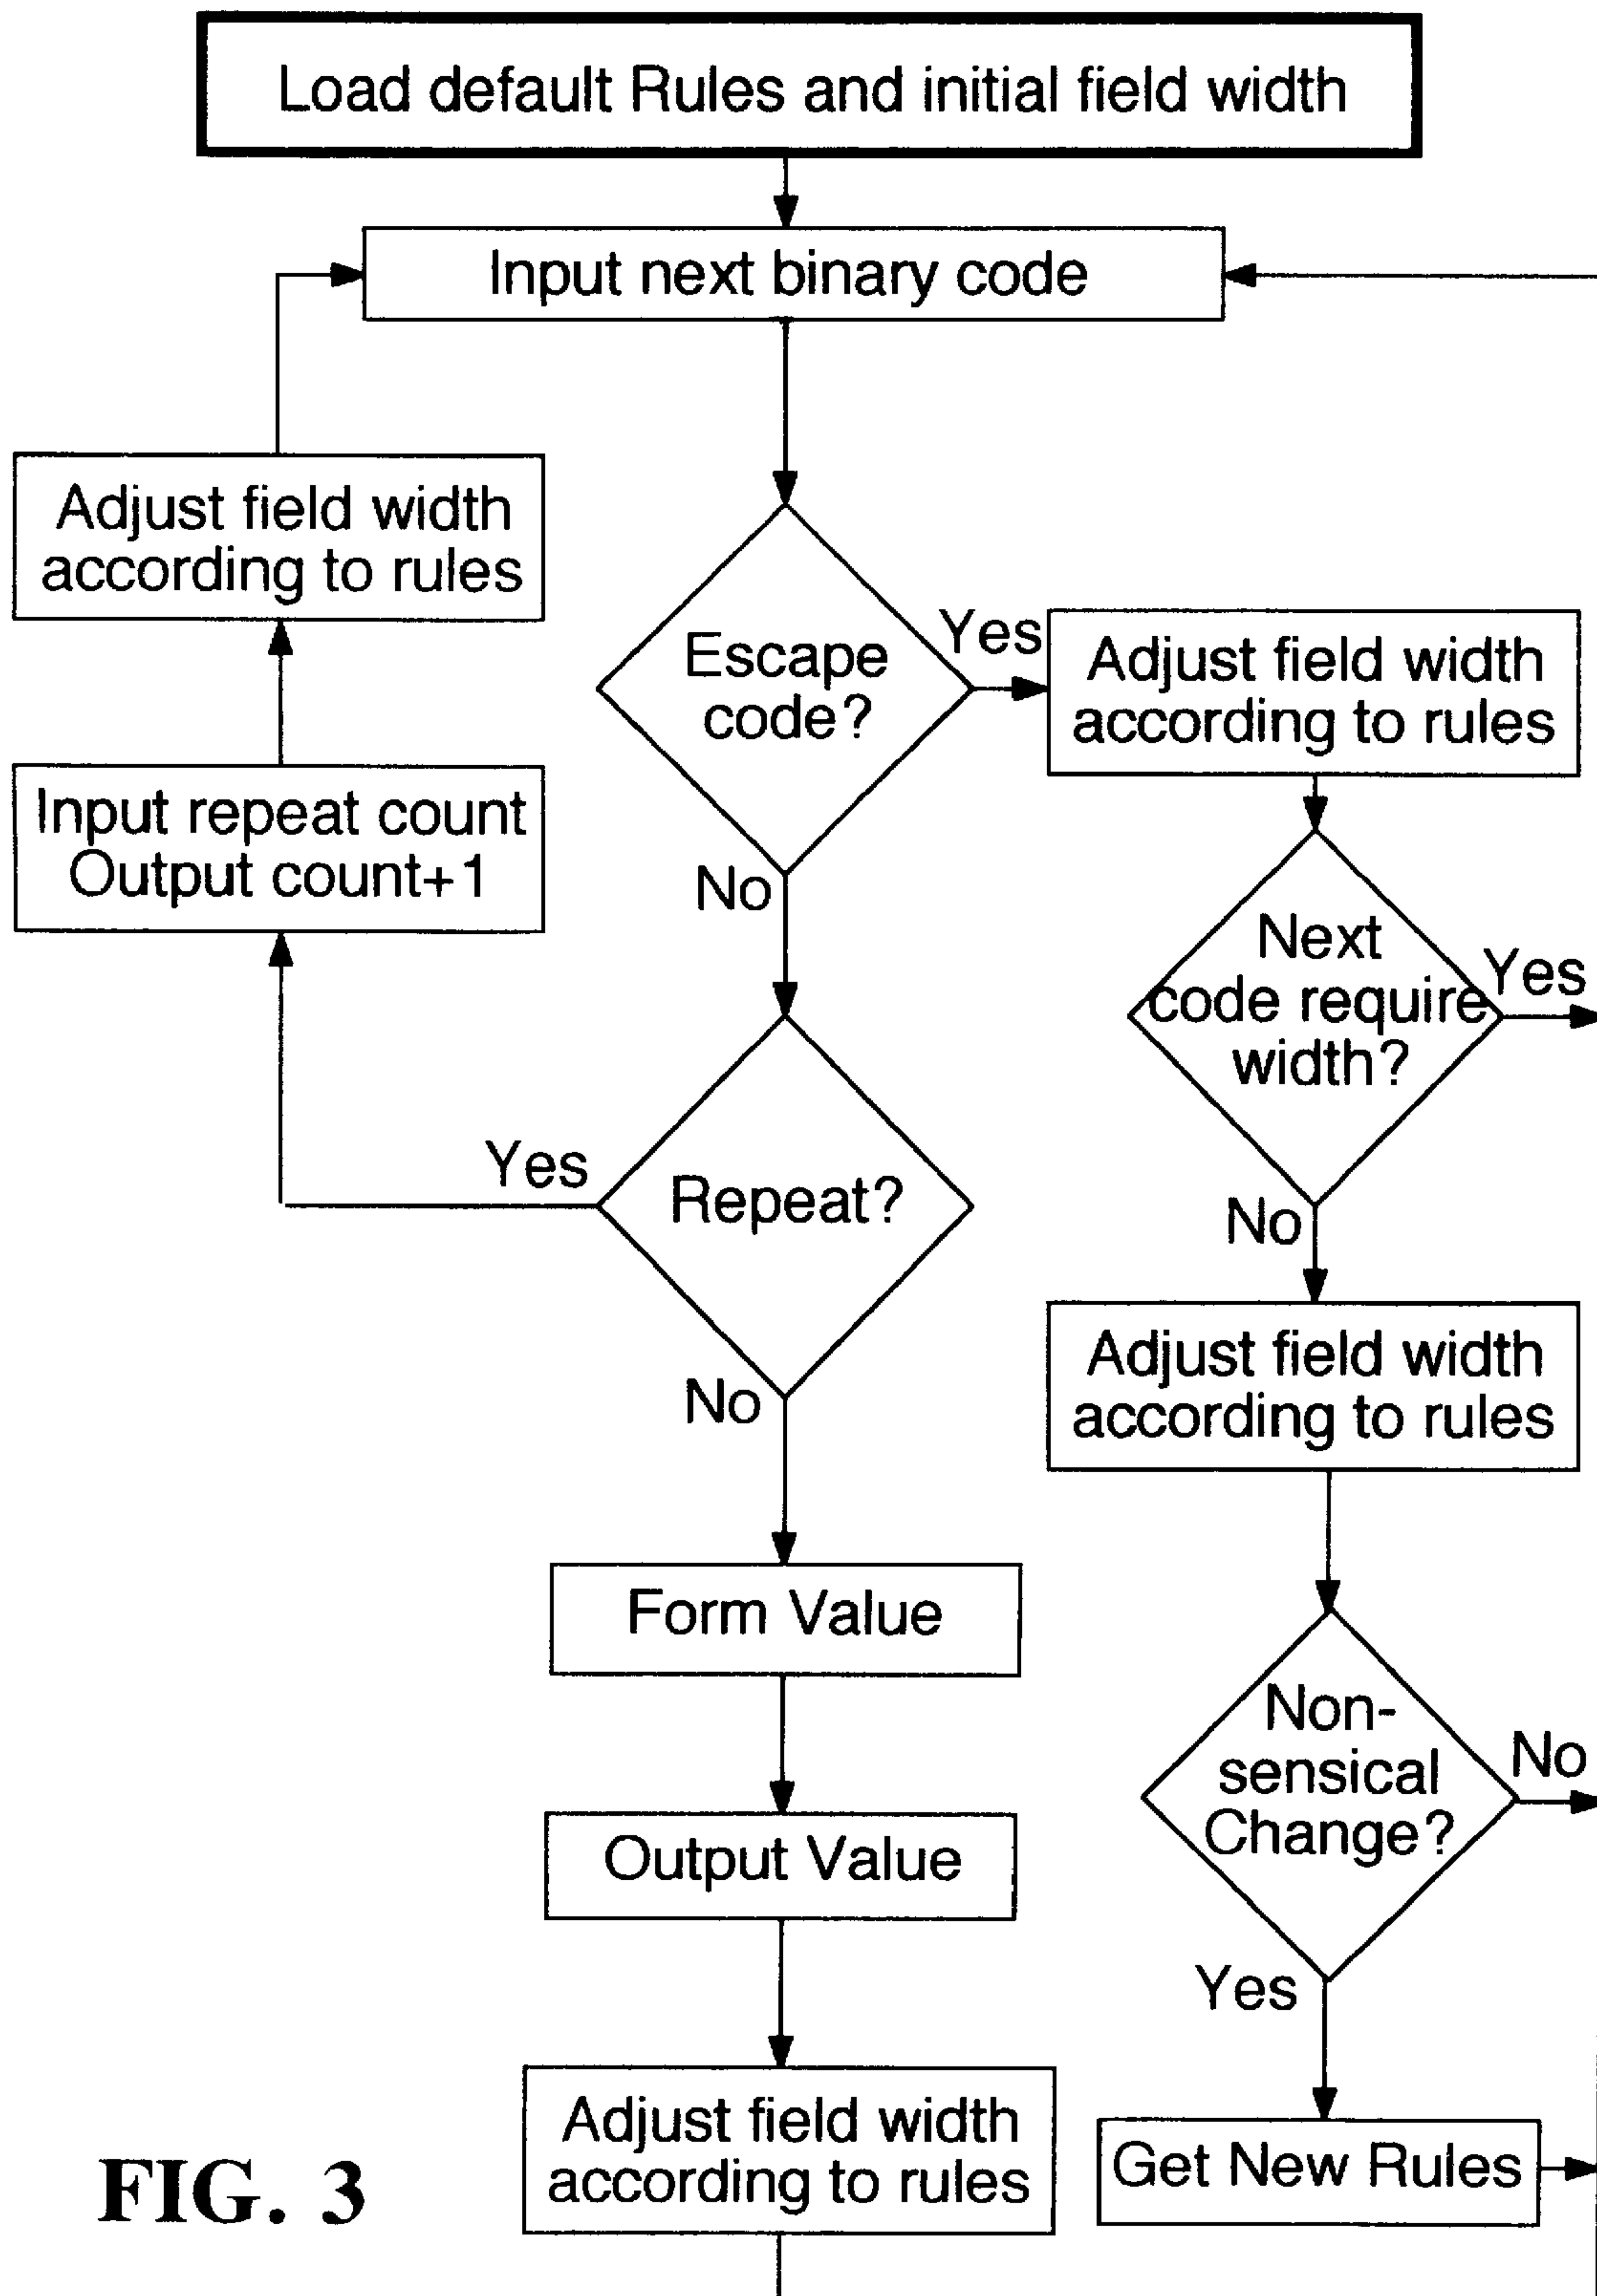 Load default Rules and initial field width
Input next binary code
Adjust field width
according to rules
Escape
code?
Yes
Adjust field width
according to rules
Input repeat count
Output count+1
No
Next
code require
width?
Yes
Yes
Repeat?
No
Adjust field width
according to rules
No
Form Value
Non-
sensical
Change?
No
Output Value
Yes
Adjust field width
according to rules
Get New Rules
FIG. 3